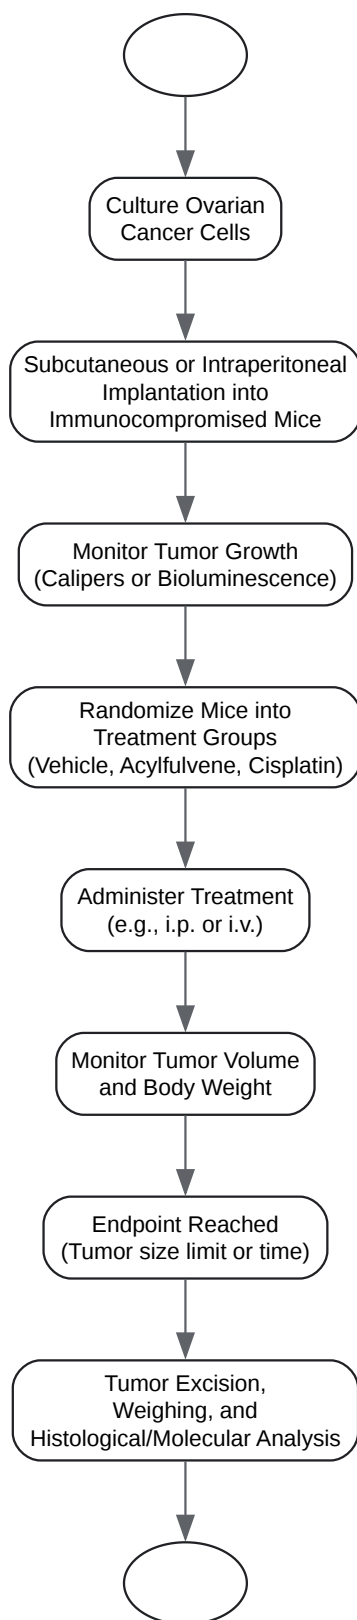 Culture Ovarian
Cancer Cells
Subcutaneous or Intraperitoneal
Implantation into
Immunocompromised Mice
Monitor Tumor Growth
(Calipers or Bioluminescence)
Randomize Mice into
Treatment Groups
(Vehicle, Acylfulvene, Cisplatin)
Administer Treatment
(e.g., i.p. or i.v.)
Monitor Tumor Volume
and Body Weight
Endpoint Reached
(Tumor size limit or time)
Tumor Excision,
Weighing, and
Histological/Molecular Analysis